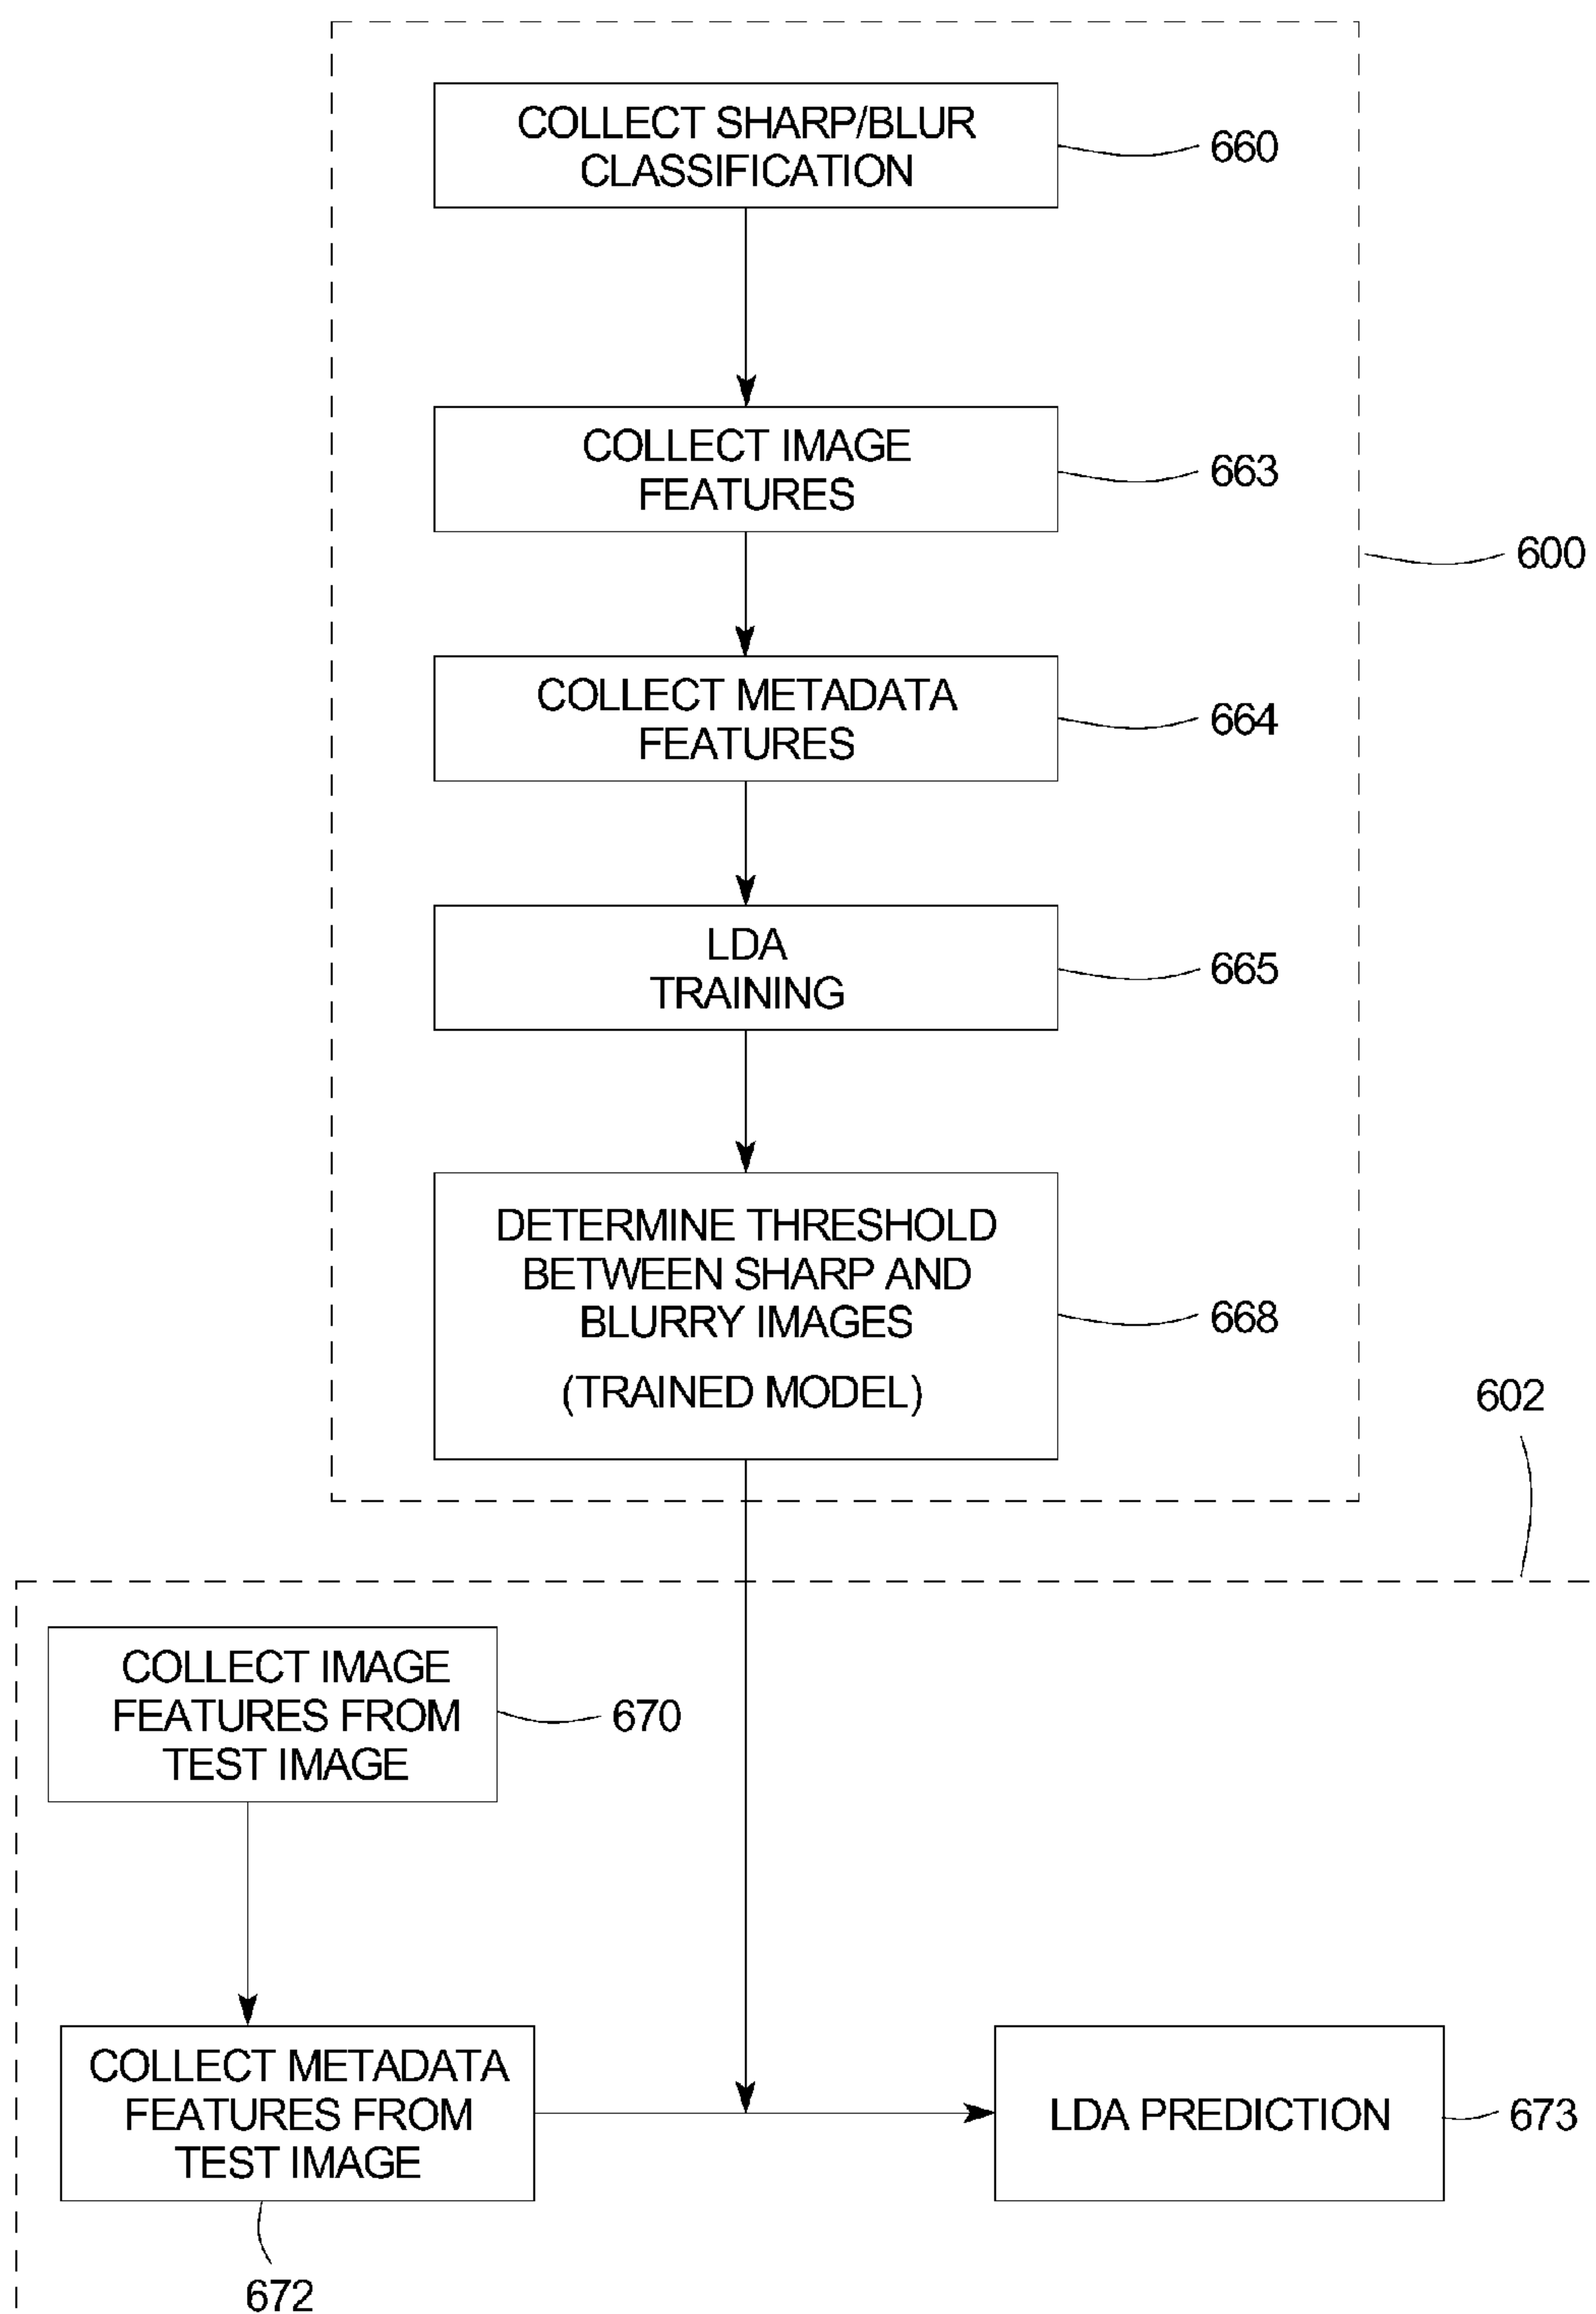 COLLECT SHARP/BLUR
CLASSIFICATION
660
COLLECT IMAGE
FEATURES
663
600
COLLECT METADATA
FEATURES
664
LDA
TRAINING
665
DETERMINE THRESHOLD
BETWEEN SHARP AND
BLURRY IMAGES
(TRAINED MODEL)
668
602
COLLECT IMAGE
FEATURES FROM
TEST IMAGE
670
COLLECT METADATA
FEATURES FROM
TEST IMAGE
672
LDA PREDICTION
673